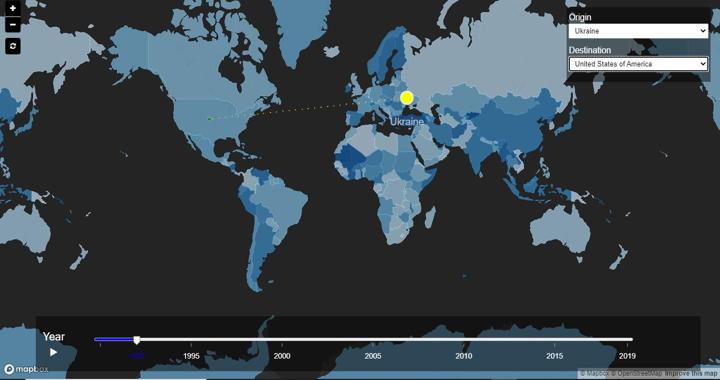 +
−
Origin
Ukraine
Destination
United States of America
Ukraine
Year
1995
2000
2005
2010
2015
2019
mapbox
© Mapbox © OpenStreetMap Improve this map